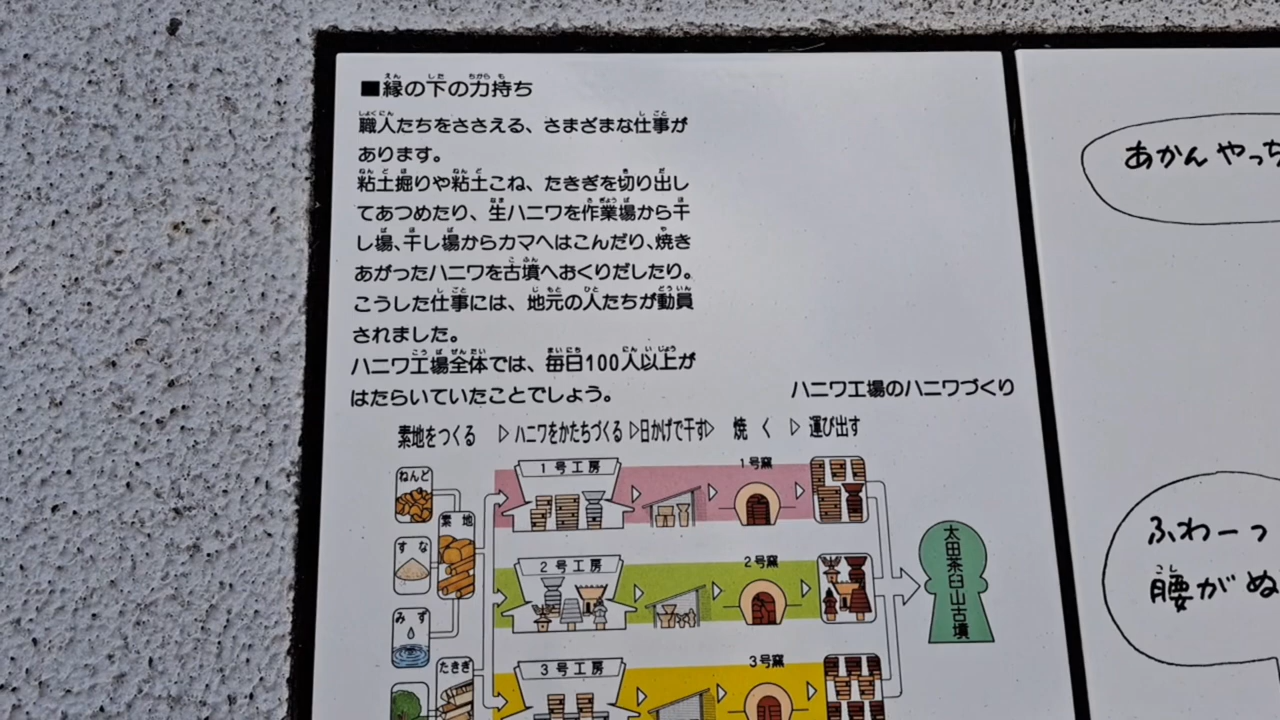 ■縁の下の力持ち
職人たちをささえる、さまざまな仕事が
あります。
粘土掘りや粘土こね、たきぎを切り出し
てあつめたり、生ハニワを作業場から干
し場、干し場からカマへはこんだり、焼き
あがったハニワを古墳へおくりだしたり。
こうした仕事には、地元の人たちが動員
されました。
ハニワ工場全体では、毎日100人以上が
はたらいていたことでしょう。
ハニワ工場のハニワづくり
素地をつくる ▷ハニワをかたちづくる ▷日かげで干す▷ 焼く ▷運び出す
ねんど
素地
すな
みず
たきぎ
1号工房
1号窯
2号工房
2号窯
3号工房
3号窯
太田茶臼山古墳
あかんやっち
ふわーっ
腰がぬ